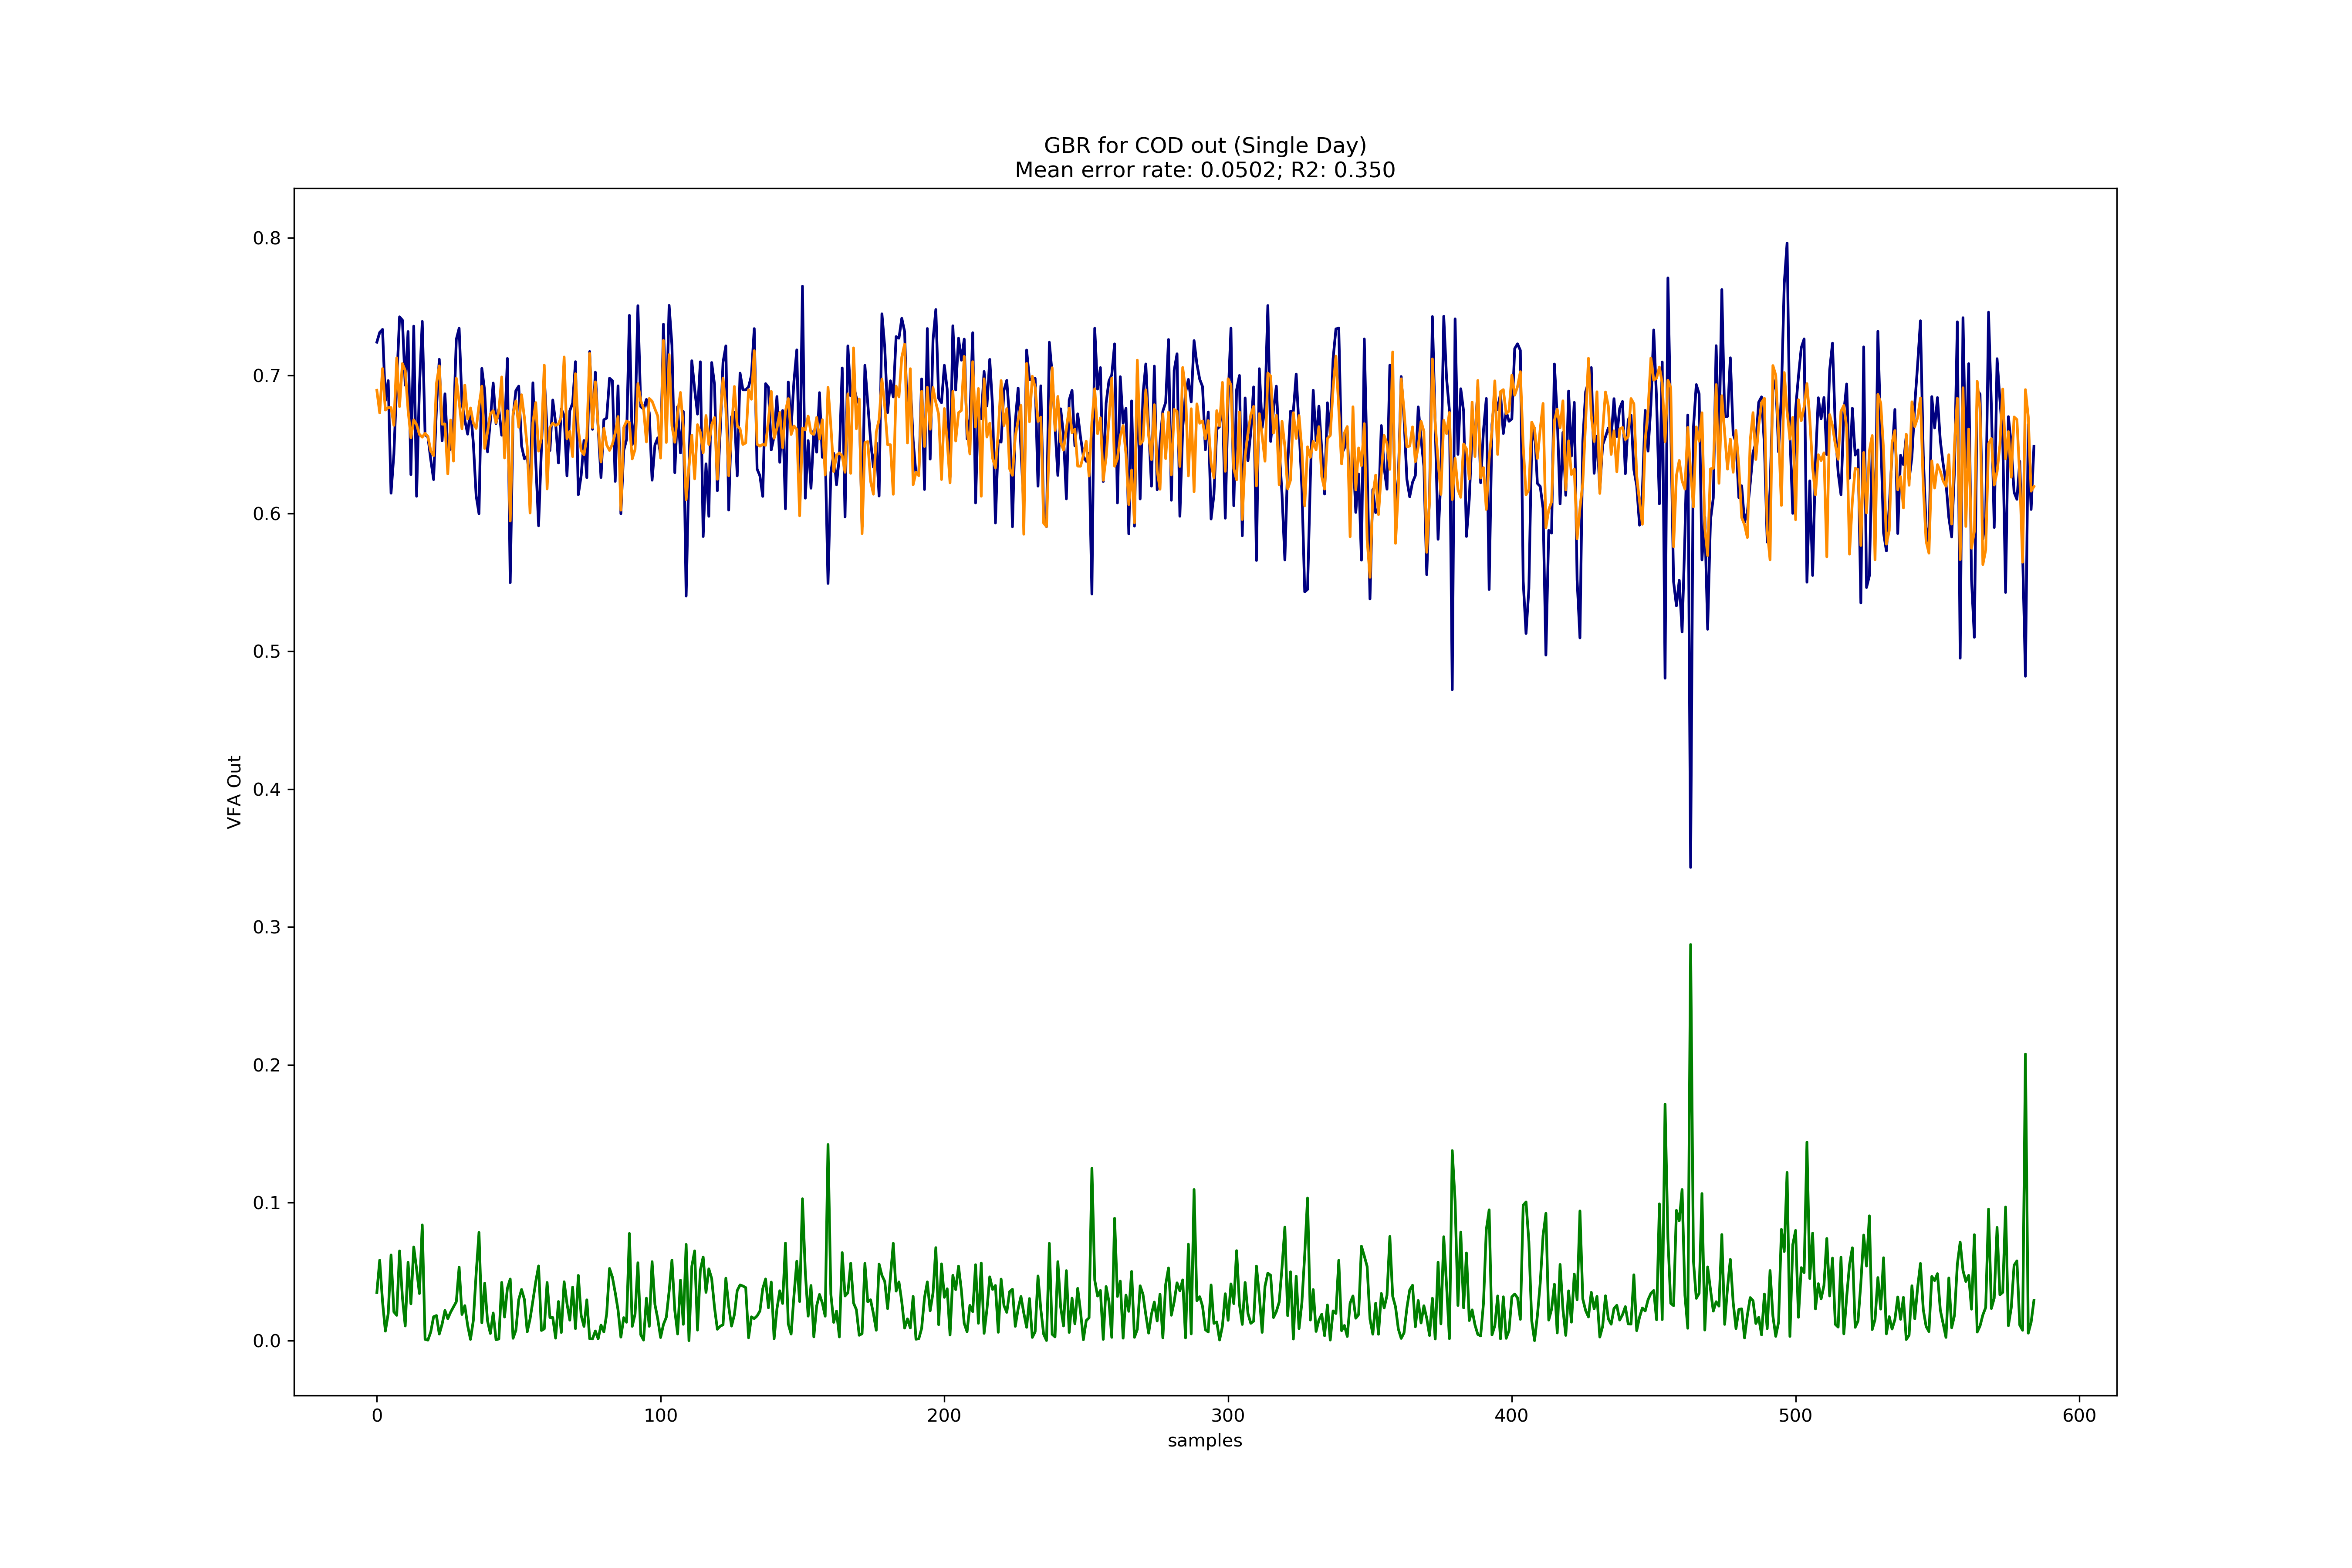 GBR for COD out (Single Day)
Mean error rate: 0.0502; R2: 0.350
0.8
0.7
0.6
0.5
0.4
0.3
0.2
0.1
0.0
VFA Out
0 100 200 300 400 500 600
samples